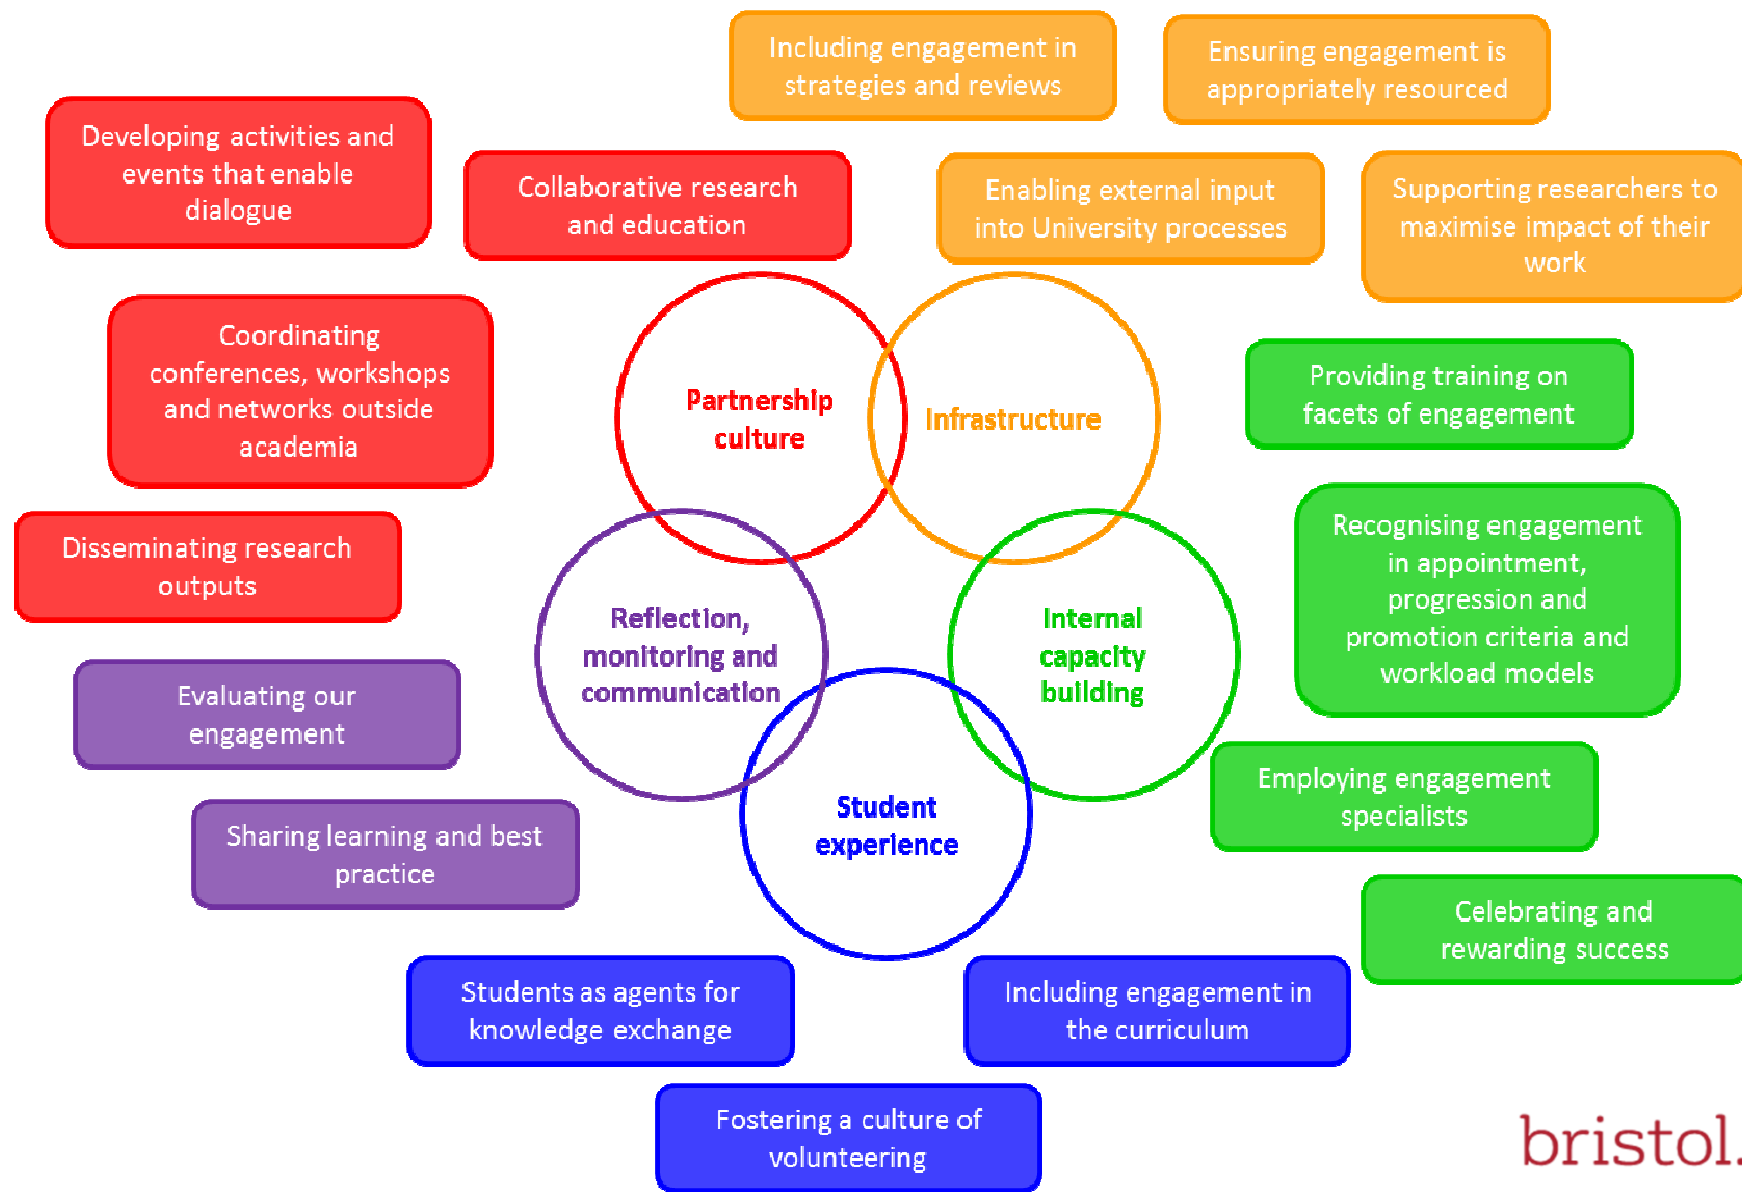 Including engagement in
strategies and reviews
Ensuring engagement is
appropriately resourced
Developing activities and
events that enable
dialogue
Collaborative research
and education
Enabling external input
into University processes
Supporting researchers to
maximise impact of their
work
Coordinating
conferences, workshops
and networks outside
academia
Partnership
culture
Infrastructure
Providing training on
facets of engagement
Disseminating research
outputs
Recognising engagement
in appointment,
progression and
promotion criteria and
workload models
Reflection,
monitoring and
communication
Internal
capacity
building
Evaluating our
engagement
Student
experience
Employing engagement
specialists
Sharing learning and best
practice
Celebrating and
rewarding success
Students as agents for
knowledge exchange
Including engagement in
the curriculum
Fostering a culture of
volunteering
bristol.